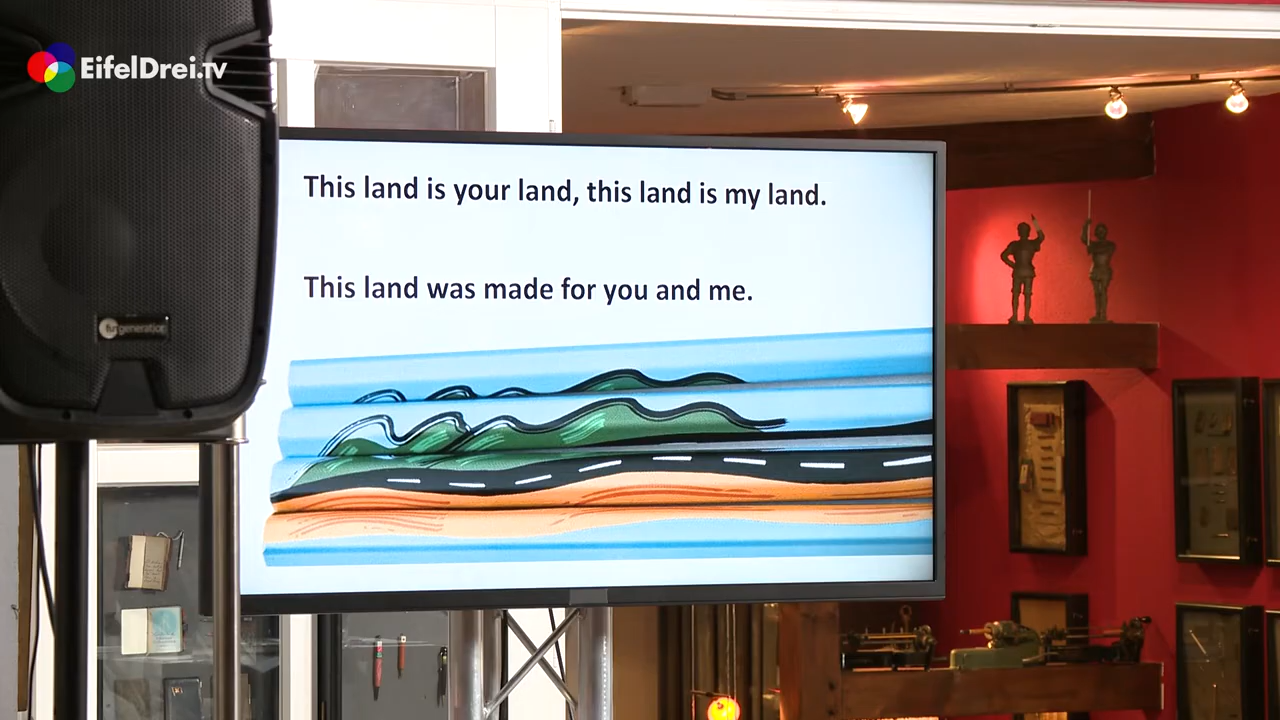 EifelDrei.tv
This land is your land, this land is my land.
This land was made for you and me.
generation